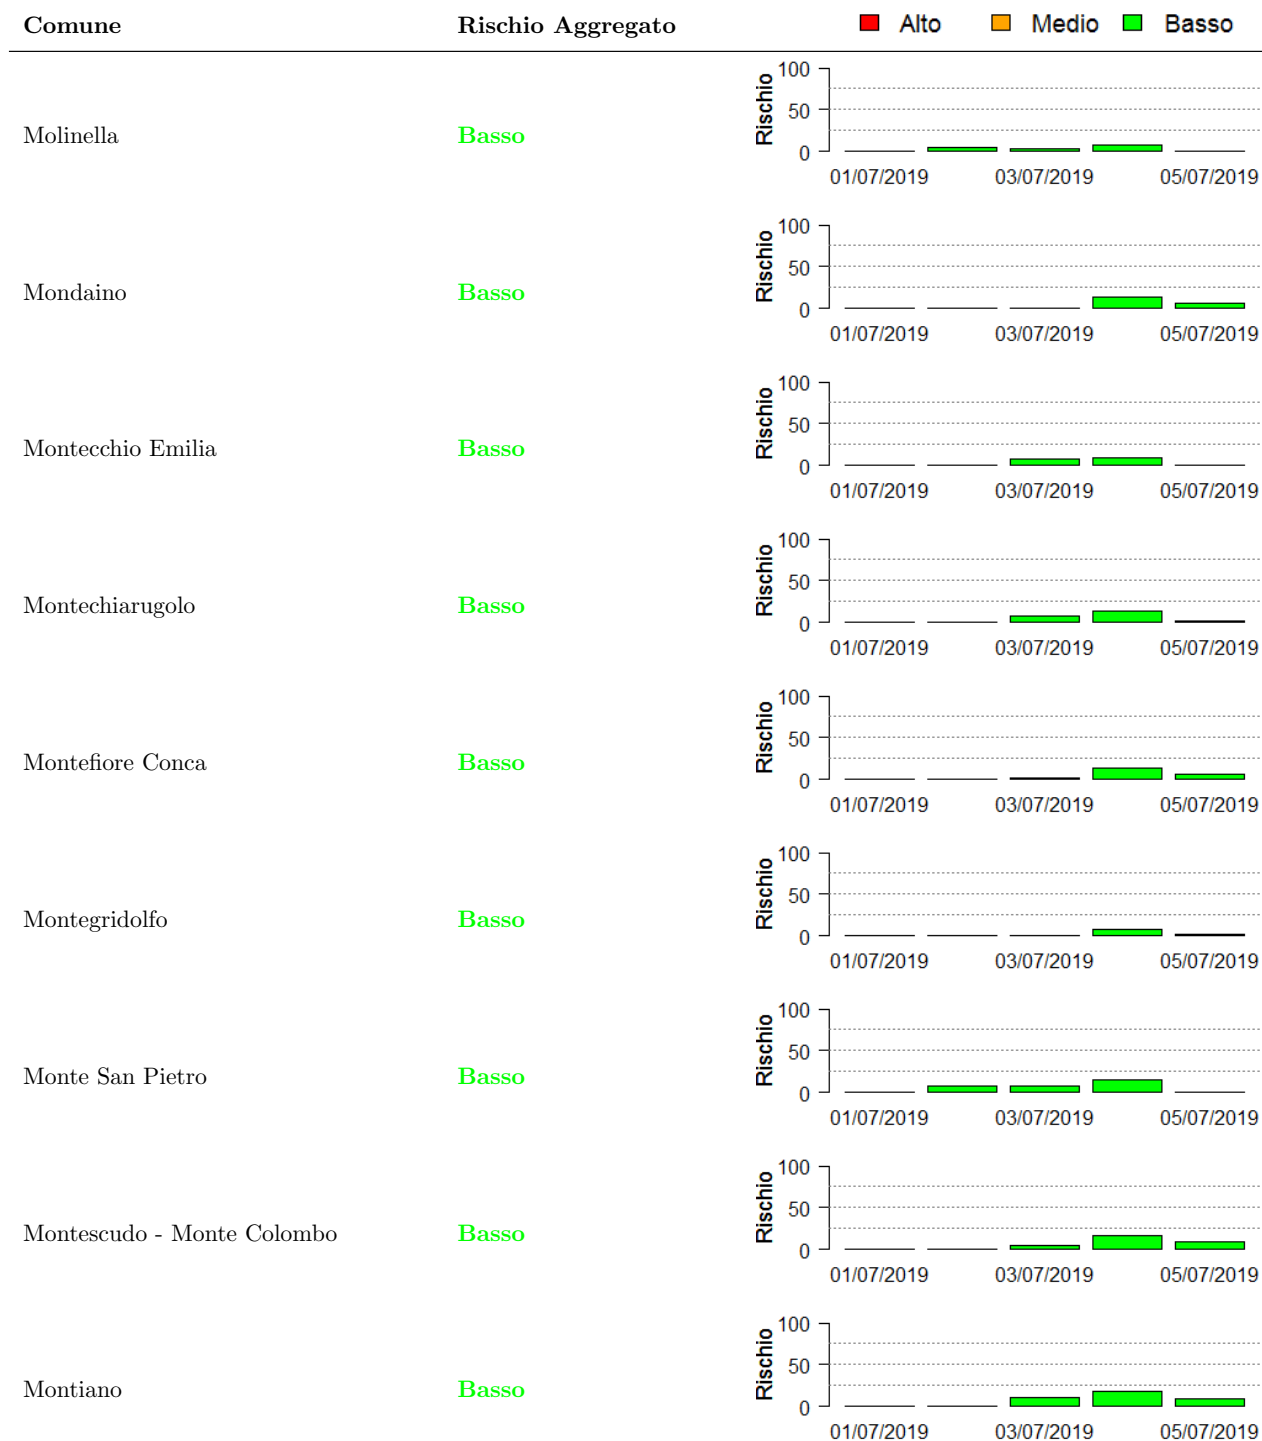 Comune Rischio Aggregato Alto Medio Basso
100
50
0
Rischio
Molinella Basso
01/07/2019 03/07/2019 05/07/2019
100
50
0
Rischio
Mondaino Basso
01/07/2019 03/07/2019 05/07/2019
100
50
0
Rischio
Montecchio Emilia Basso
01/07/2019 03/07/2019 05/07/2019
100
50
0
Rischio
Montechiarugolo Basso
01/07/2019 03/07/2019 05/07/2019
100
50
0
Rischio
Montefiore Conca Basso
01/07/2019 03/07/2019 05/07/2019
100
50
0
Rischio
Montegridolfo Basso
01/07/2019 03/07/2019 05/07/2019
100
50
0
Rischio
Monte San Pietro Basso
01/07/2019 03/07/2019 05/07/2019
100
50
0
Rischio
Montescudo - Monte Colombo Basso
01/07/2019 03/07/2019 05/07/2019
100
50
0
Rischio
Montiano Basso
01/07/2019 03/07/2019 05/07/2019